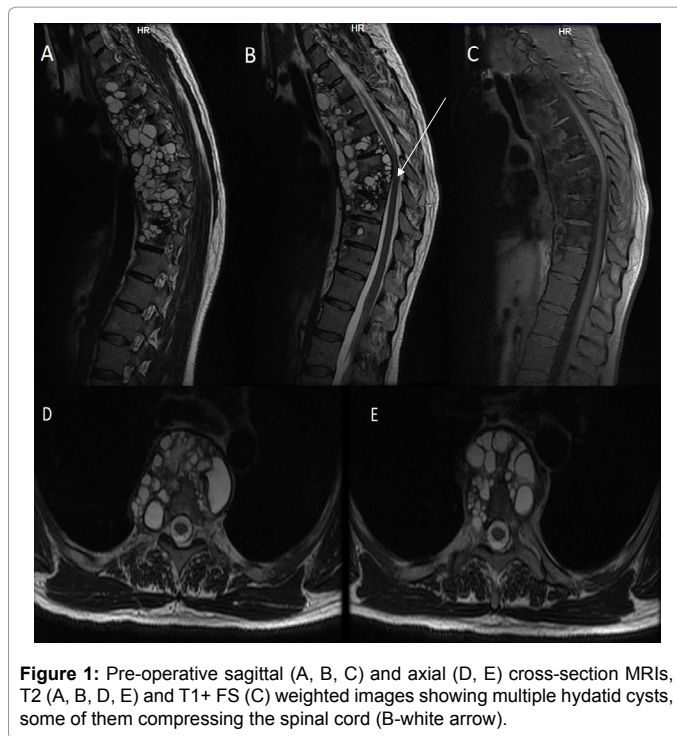 HR HR HR
A B C
D E
Figure 1: Pre-operative sagittal (A, B, C) and axial (D, E) cross-section MRIs,
T2 (A, B, D, E) and T1+ FS (C) weighted images showing multiple hydatid cysts,
some of them compressing the spinal cord (B-white arrow).